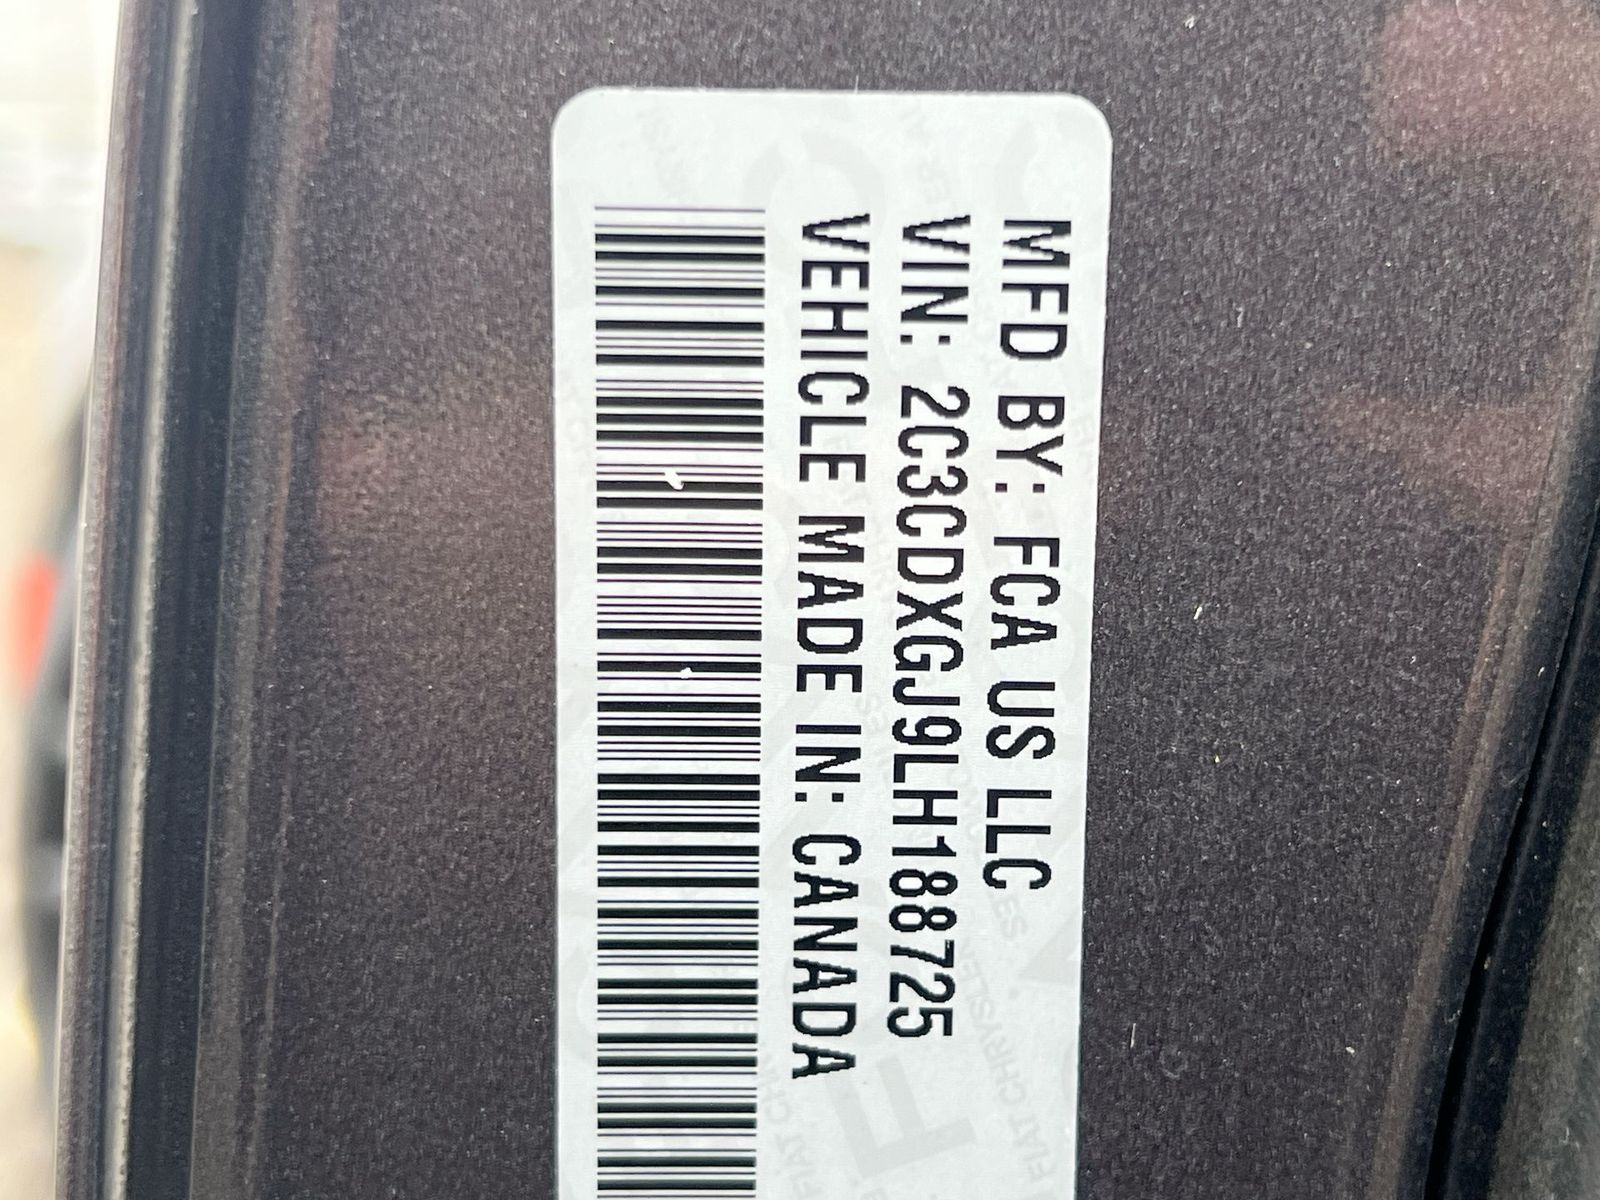 MFD BY: FCA US LLC
VIN: 2C3CDXGJ9LH188725
VEHICLE MADE IN: CANADA